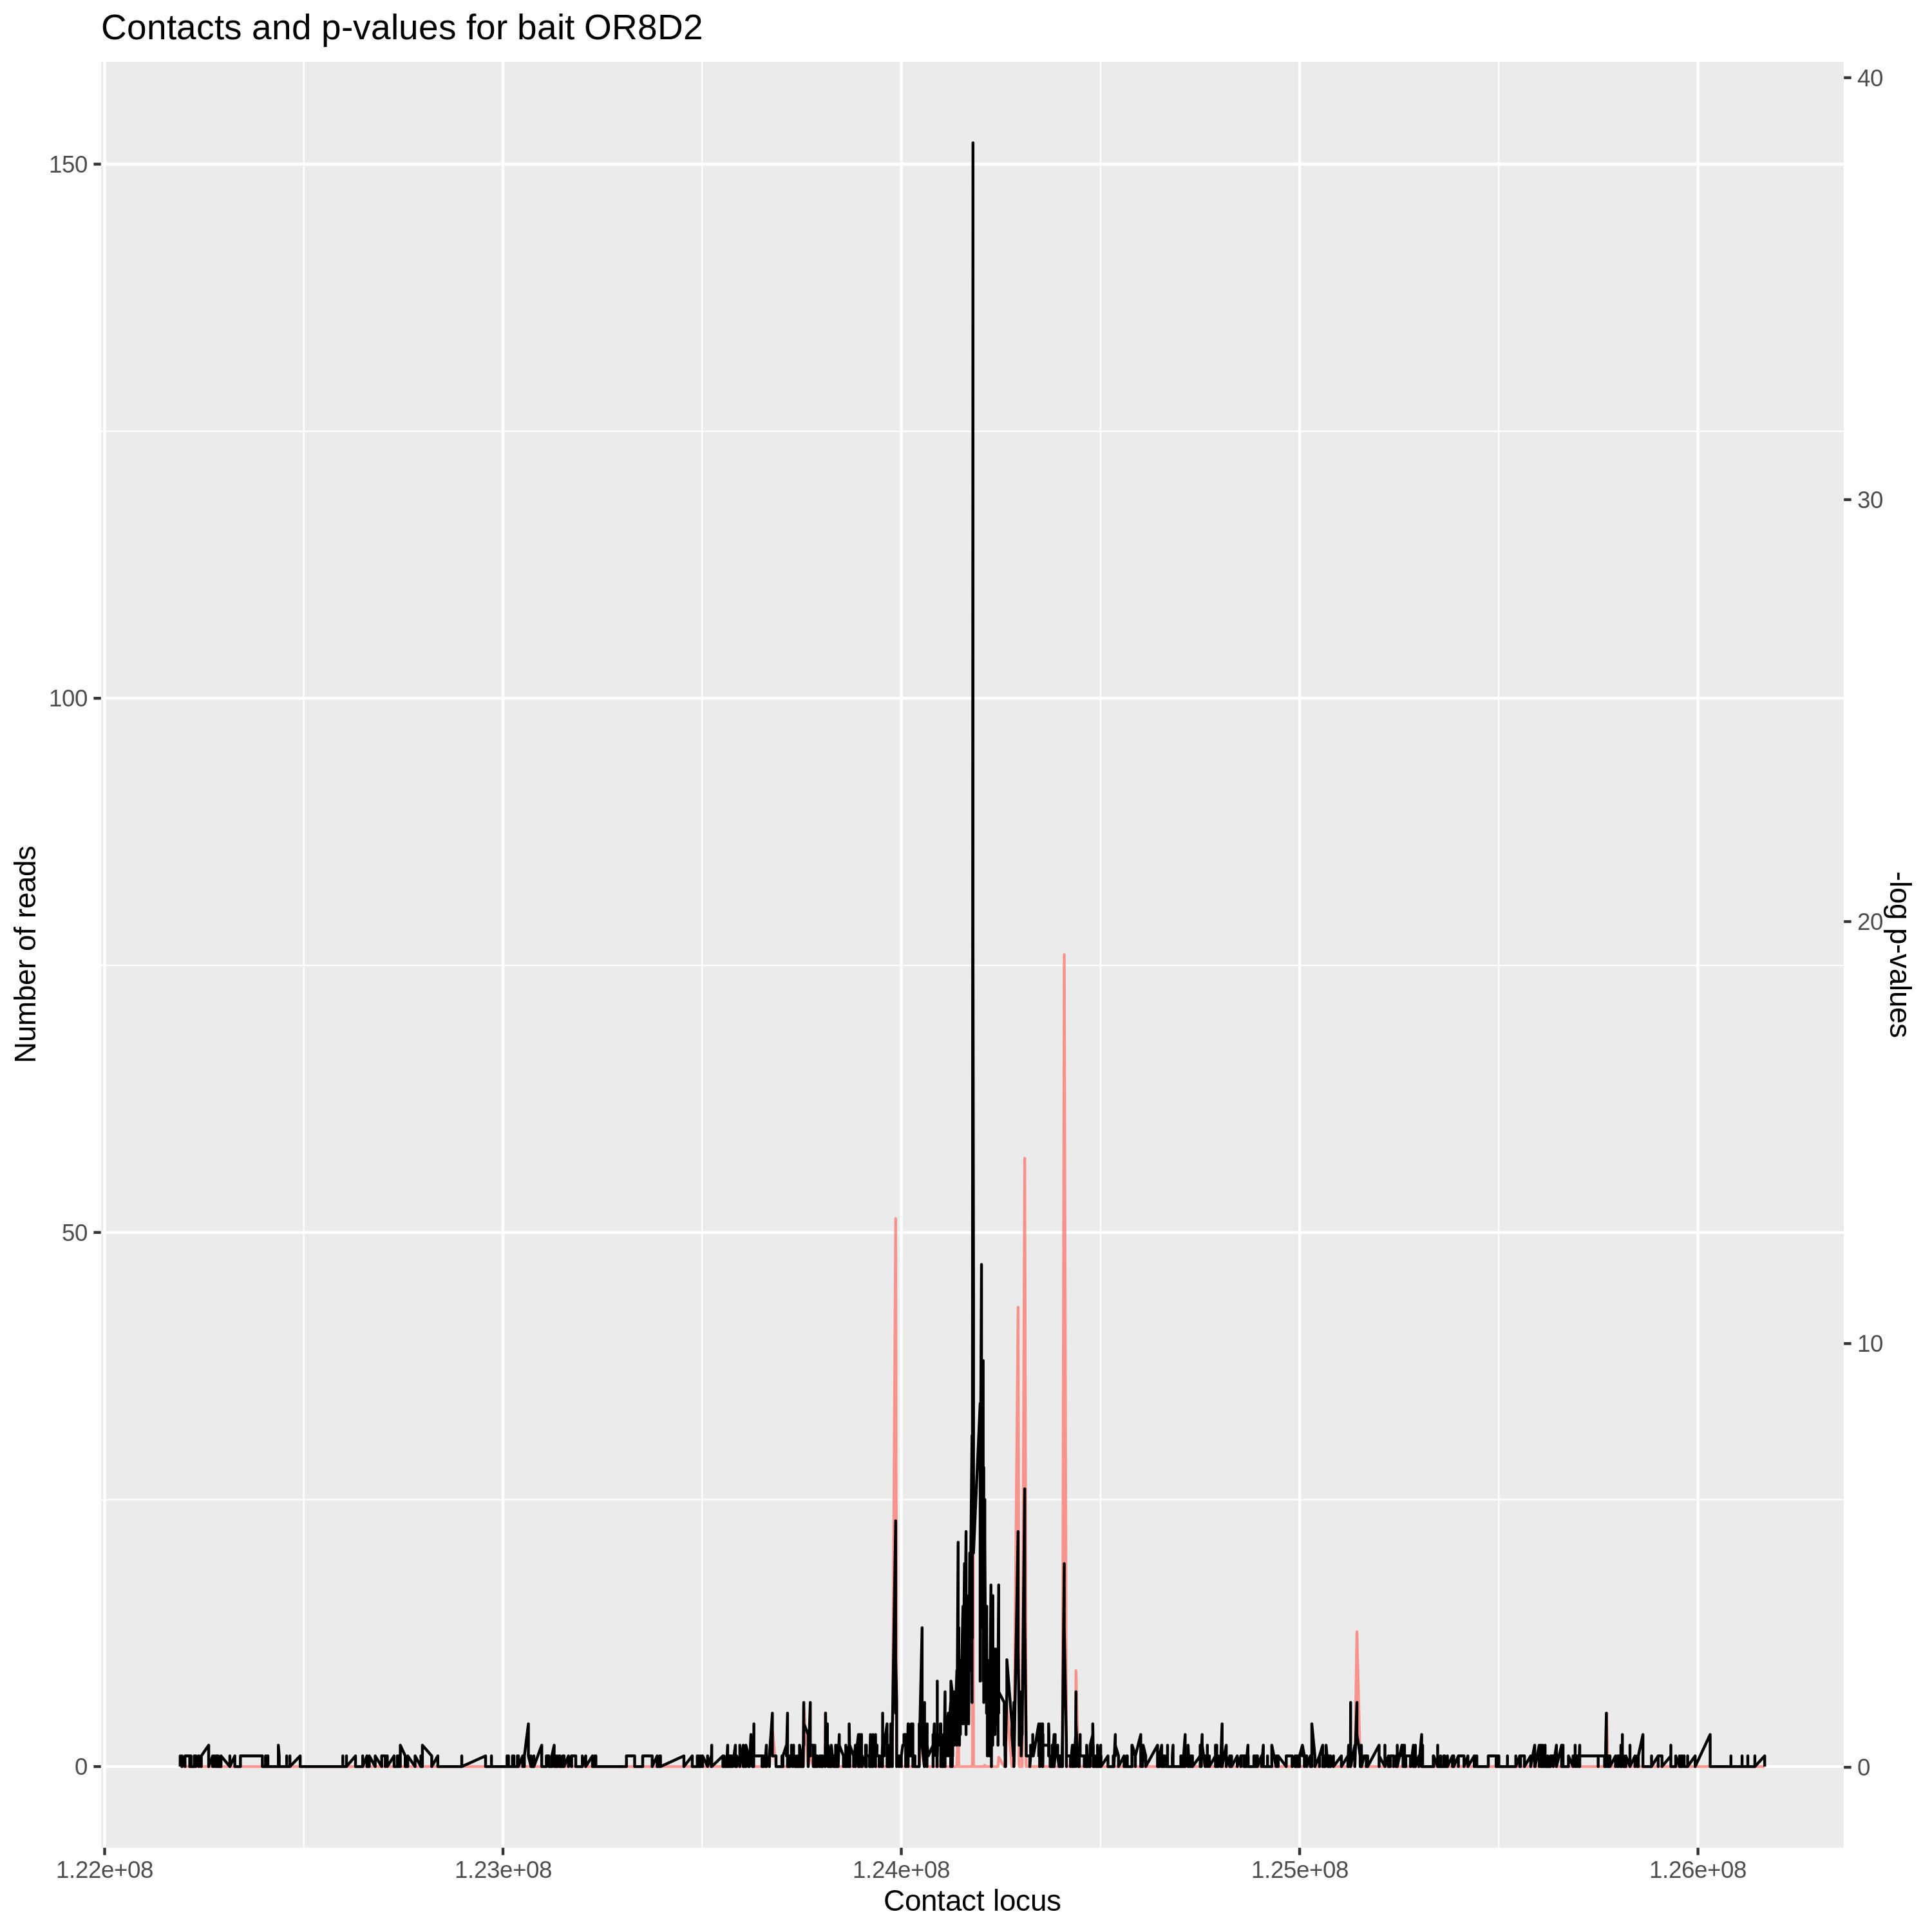 Contacts and p-values for bait OR8D2
150
100
50
0
Number of reads
40
30
20
10
0
-log p-values
1.22e+08
1.23e+08
1.24e+08
1.25e+08
1.26e+08
Contact locus